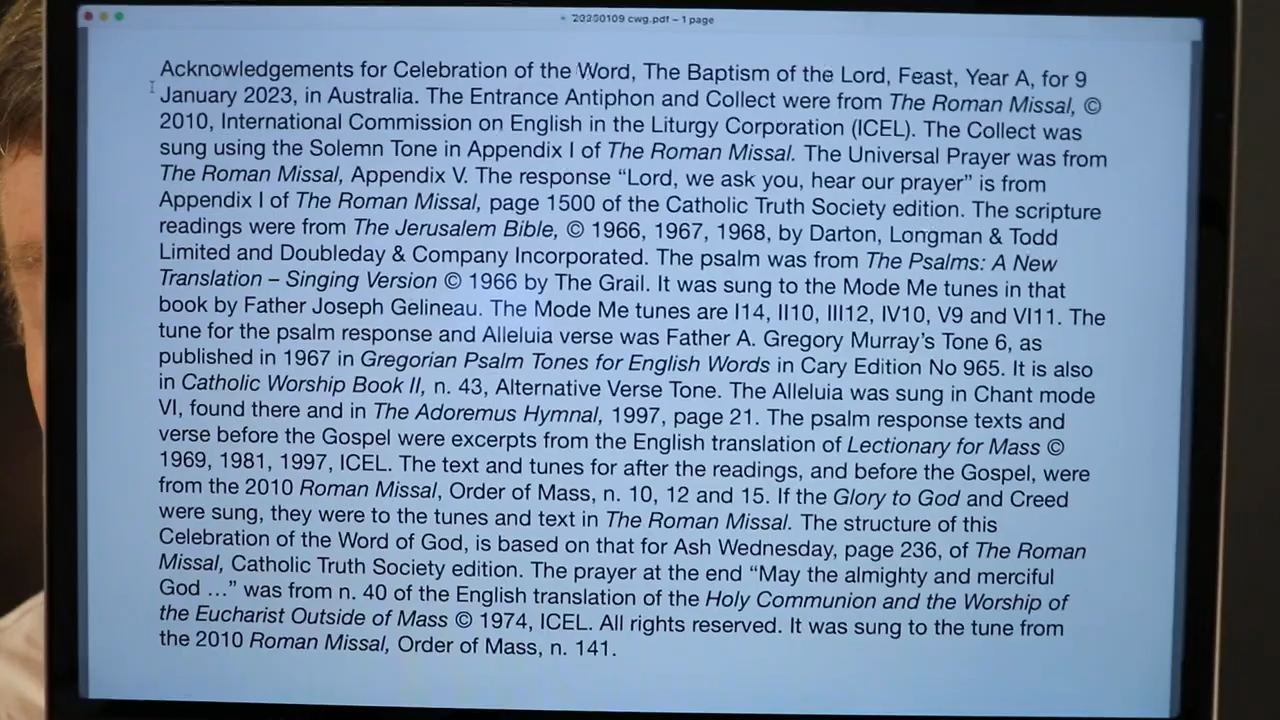 20200109 cwg.pdf – 1 page
Acknowledgements for Celebration of the Word, The Baptism of the Lord, Feast, Year A, for 9
January 2023, in Australia. The Entrance Antiphon and Collect were from The Roman Missal, ©
2010, International Commission on English in the Liturgy Corporation (ICEL). The Collect was
sung using the Solemn Tone in Appendix I of The Roman Missal. The Universal Prayer was from
The Roman Missal, Appendix V. The response “Lord, we ask you, hear our prayer” is from
Appendix I of The Roman Missal, page 1500 of the Catholic Truth Society edition. The scripture
readings were from The Jerusalem Bible, © 1966, 1967, 1968, by Darton, Longman & Todd
Limited and Doubleday & Company Incorporated. The psalm was from The Psalms: A New
Translation – Singing Version © 1966 by The Grail. It was sung to the Mode Me tunes in that
book by Father Joseph Gelineau. The Mode Me tunes are I14, II10, III12, IV10, V9 and VI11. The
tune for the psalm response and Alleluia verse was Father A. Gregory Murray’s Tone 6, as
published in 1967 in Gregorian Psalm Tones for English Words in Cary Edition No 965. It is also
in Catholic Worship Book II, n. 43, Alternative Verse Tone. The Alleluia was sung in Chant mode
VI, found there and in The Adoremus Hymnal, 1997, page 21. The psalm response texts and
verse before the Gospel were excerpts from the English translation of Lectionary for Mass ©
1969, 1981, 1997, ICEL. The text and tunes for after the readings, and before the Gospel, were
from the 2010 Roman Missal, Order of Mass, n. 10, 12 and 15. If the Glory to God and Creed
were sung, they were to the tunes and text in The Roman Missal. The structure of this
Celebration of the Word of God, is based on that for Ash Wednesday, page 236, of The Roman
Missal, Catholic Truth Society edition. The prayer at the end “May the almighty and merciful
God …” was from n. 40 of the English translation of the Holy Communion and the Worship of
the Eucharist Outside of Mass © 1974, ICEL. All rights reserved. It was sung to the tune from
the 2010 Roman Missal, Order of Mass, n. 141.